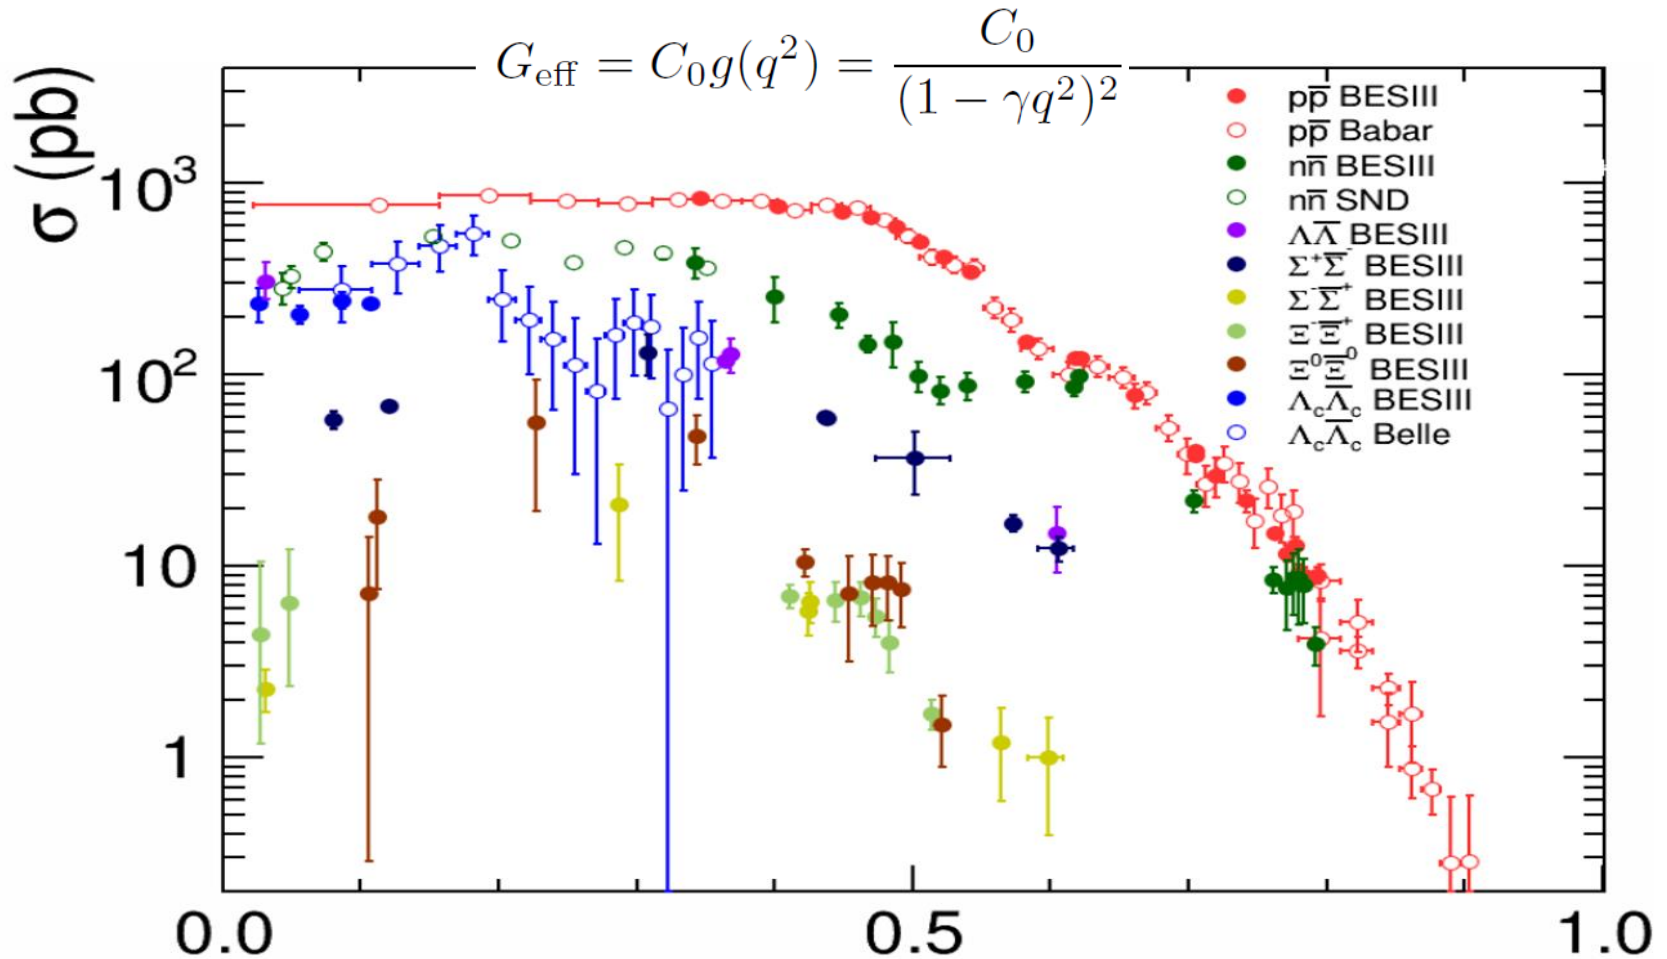 G_eff = C_0 g(q^2) = C_0 / (1 − γq^2)^2
σ (pb)
10^3
10^2
10
1
0.0 0.5 1.0
pp̅ BESIII
pp̅ Babar
nn̅ BESIII
nn̅ SND
ΛΛ̅ BESIII
Σ^+Σ̅^- BESIII
Σ^-Σ̅^+ BESIII
Ξ^-Ξ̅^+ BESIII
Ξ^0Ξ̅^0 BESIII
Λ_cΛ̅_c BESIII
Λ_cΛ̅_c Belle